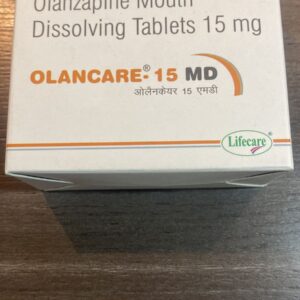 Olanzapine Mouth
Dissolving Tablets 15 mg
OLANCARE® 15 MD
ओलैनकेयर 15 एमडी
Lifecare®